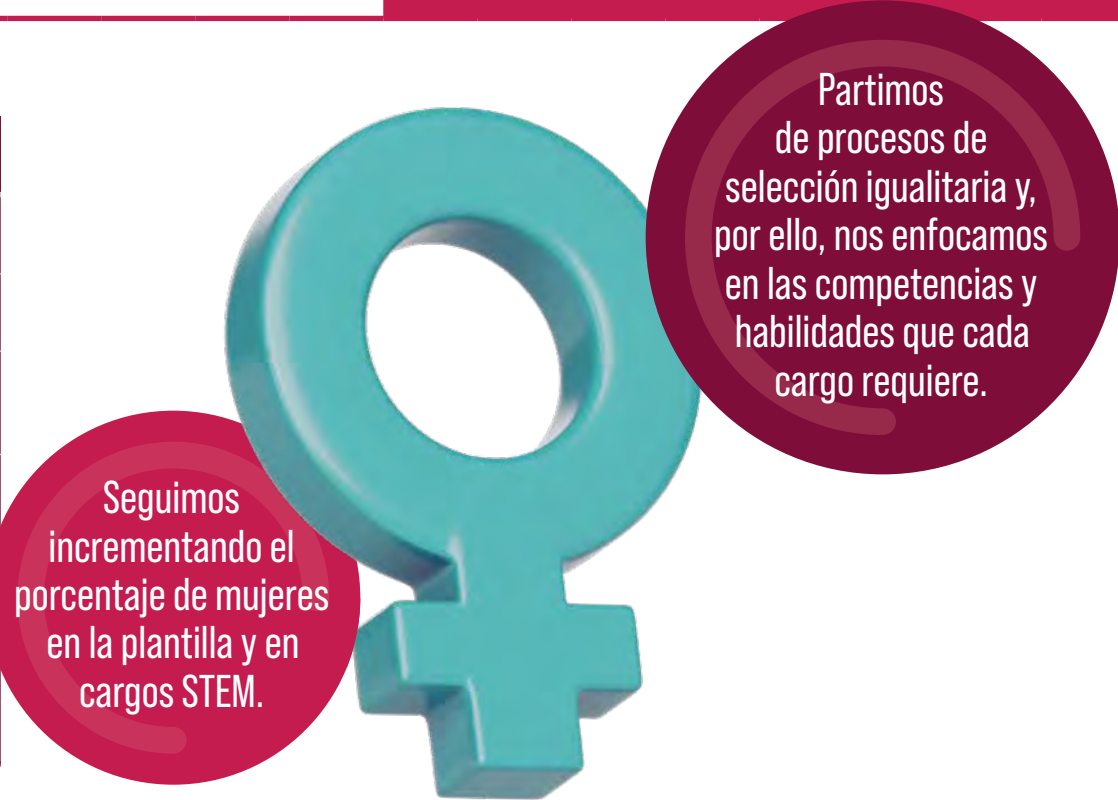 Partimos
de procesos de
selección igualitaria y,
por ello, nos enfocamos
en las competencias y
habilidades que cada
cargo requiere.
Seguimos
incrementando el
porcentaje de mujeres
en la plantilla y en
cargos STEM.